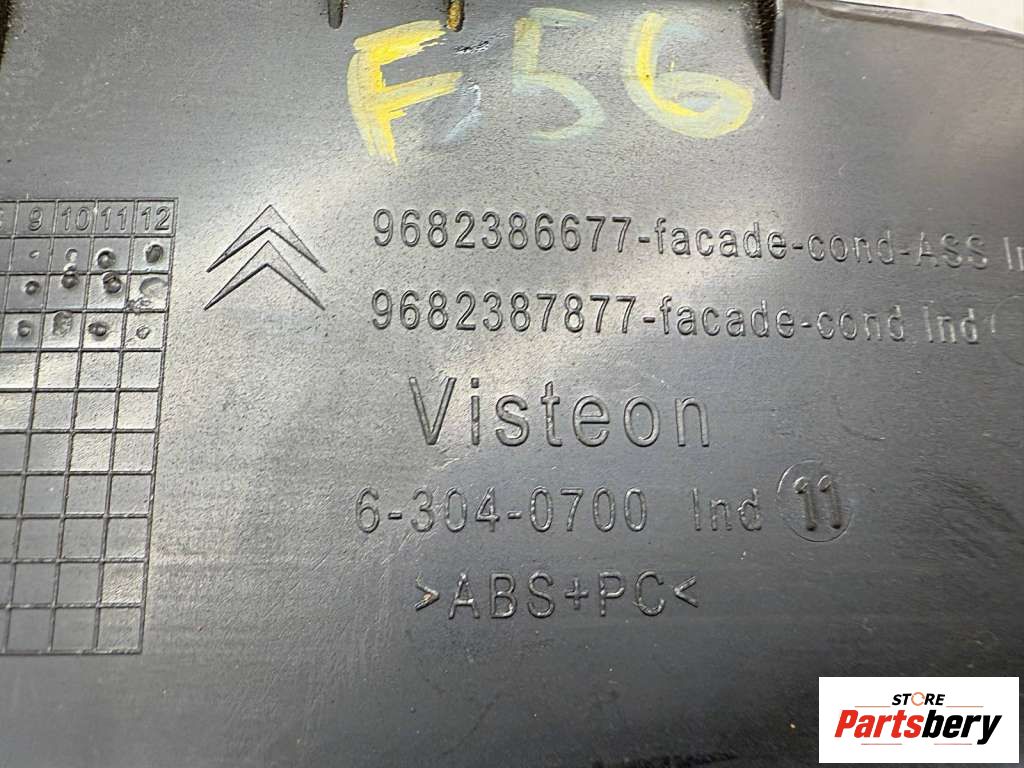 F556
9 10 11 12
9682386677-facade-cond-ASS
9682387877-facade-cond Ind
Visteon
6-304-0700 Ind 11
>ABS+PC<
STORE
Partsbery